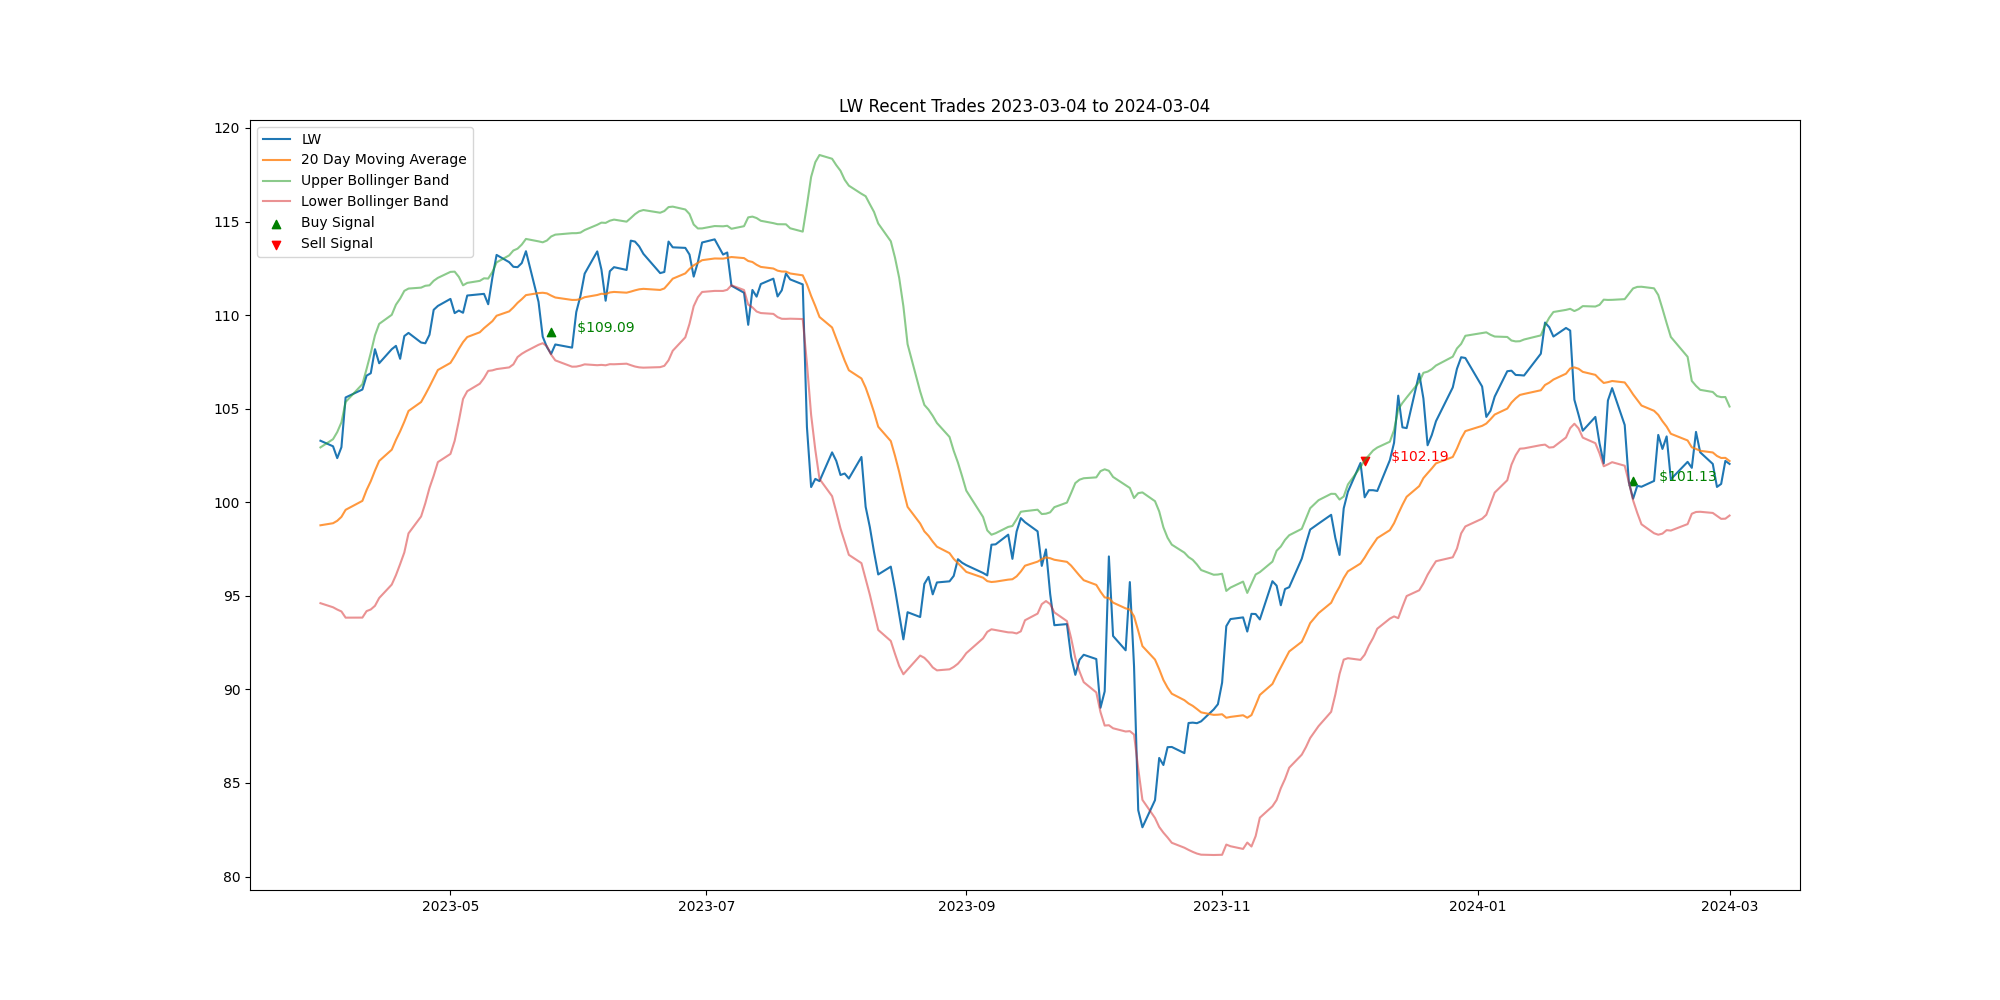 LW Recent Trades 2023-03-04 to 2024-03-04
120
115
110
105
100
95
90
85
80
LW
20 Day Moving Average
Upper Bollinger Band
Lower Bollinger Band
Buy Signal
Sell Signal
$109.09
$102.19
$101.13
2023-05
2023-07
2023-09
2023-11
2024-01
2024-03